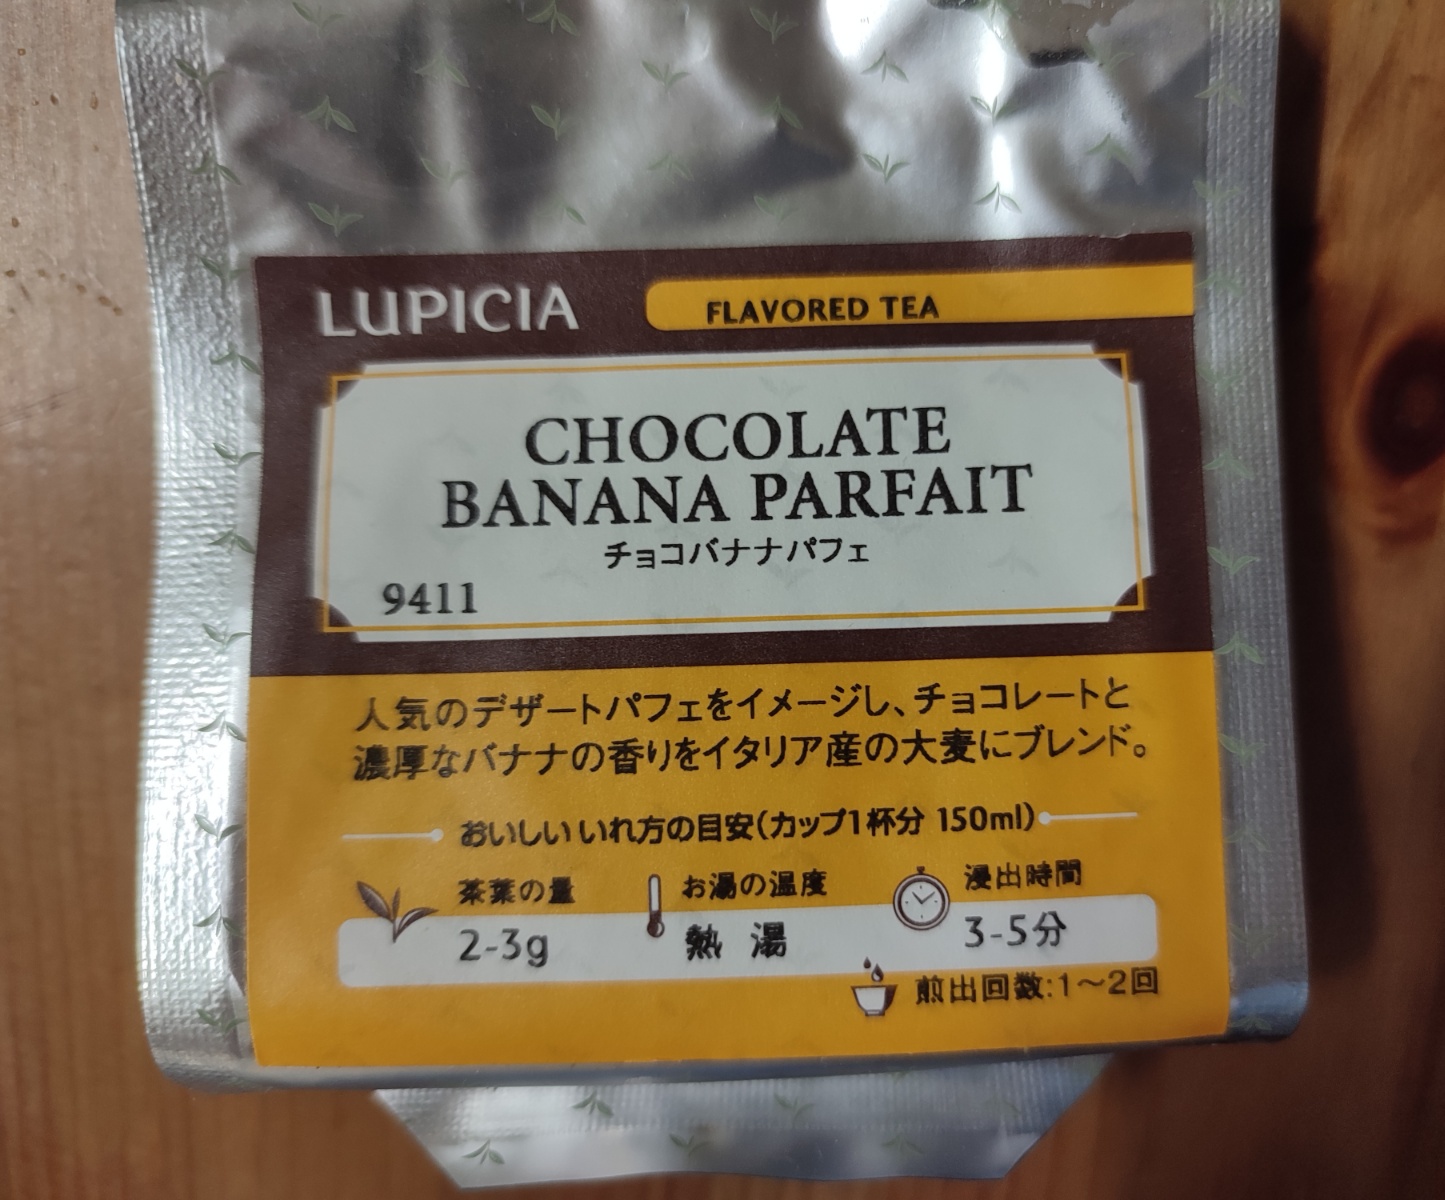 LUPICIA
FLAVORED TEA
CHOCOLATE
BANANA PARFAIT
チョコバナナパフェ
9411
人気のデザートパフェをイメージし、チョコレートと
濃厚なバナナの香りをイタリア産の大麦にブレンド。
おいしいいれ方の目安(カップ1杯分 150ml)
茶葉の量
2-3g
お湯の温度
熱 湯
浸出時間
3-5分
煎出回数:1～2回